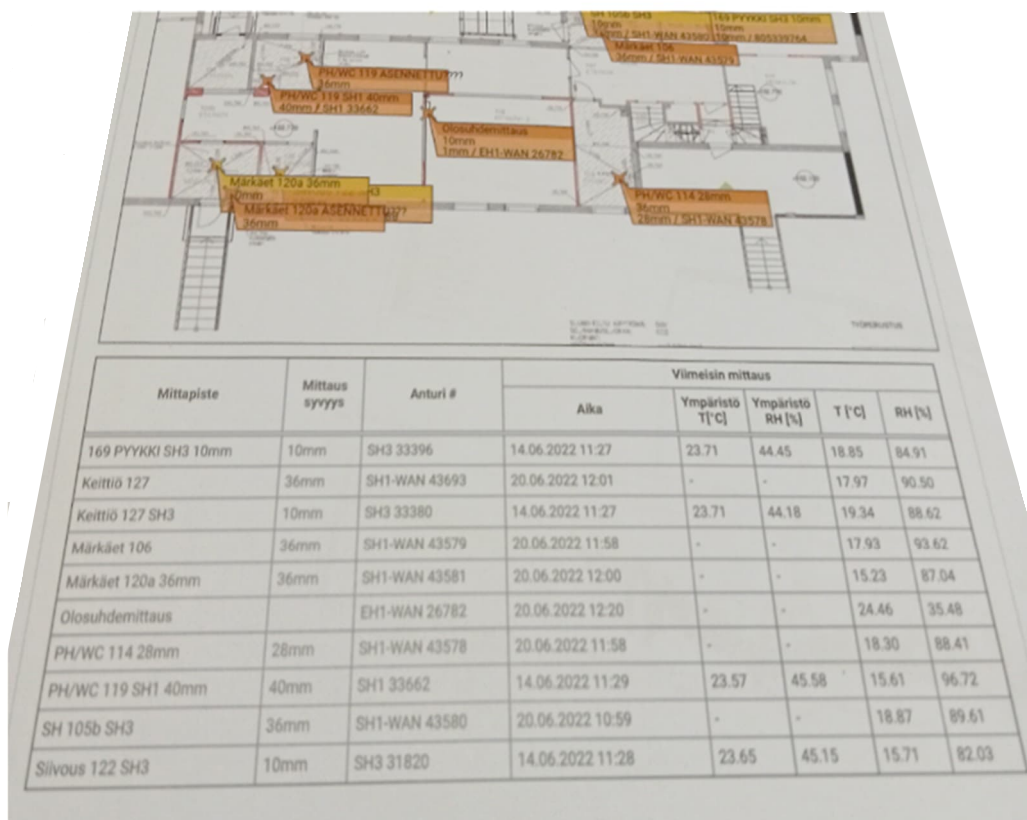 SH 105b SH3
10mm
169 PYYKKI SH3 10mm
10mm
10mm / 805339764
Märkäet 106
36mm / SH1-WAN 43579
PH/WC 119 ASENNETTU????
36mm
PH/WC 119 SH1 40mm
40mm / SH1 33662
Olosuhdemittaus
10mm
1mm / EH1-WAN 26782
Märkäet 120a 36mm
Märkäet 120a ASENNETTU???
36mm
PH/WC 114 28mm
36mm
28mm / SH1-WAN 43578
Mittapiste Mittaus syvyys Anturi # Viimeisin mittaus
Aika Ympäristö T[°C] Ympäristö RH [%] T [°C] RH [%]
169 PYYKKI SH3 10mm 10mm SH3 33396 14.06.2022 11:27 23.71 44.45 18.85 84.91
Keittiö 127 36mm SH1-WAN 43693 20.06.2022 12:01 - - 17.97 90.50
Keittiö 127 SH3 10mm SH3 33380 14.06.2022 11:27 23.71 44.18 19.34 88.62
Märkäet 106 36mm SH1-WAN 43579 20.06.2022 11:58 - - 17.93 93.62
Märkäet 120a 36mm 36mm SH1-WAN 43581 20.06.2022 12:00 - - 15.23 87.04
Olosuhdemittaus EH1-WAN 26782 20.06.2022 12:20 - - 24.46 35.48
PH/WC 114 28mm 28mm SH1-WAN 43578 20.06.2022 11:58 - - 18.30 88.41
PH/WC 119 SH1 40mm 40mm SH1 33662 14.06.2022 11:29 23.57 45.58 15.61 96.72
SH 105b SH3 36mm SH1-WAN 43580 20.06.2022 10:59 - - 18.87 89.61
Siivous 122 SH3 10mm SH3 31820 14.06.2022 11:28 23.65 45.15 15.71 82.03